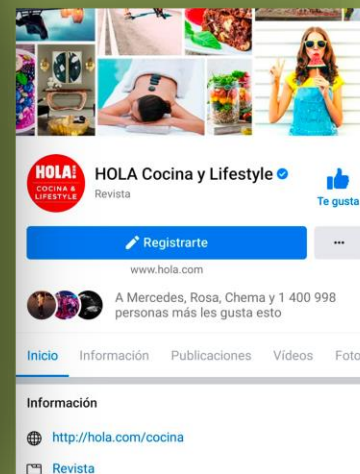 HOLA!
COCINA &
LIFESTYLE
HOLA Cocina y Lifestyle
Revista
Te gusta
Registrarte
...
www.hola.com
A Mercedes, Rosa, Chema y 1 400 998
personas más les gusta esto
Inicio Información Publicaciones Vídeos Foto
Información
http://hola.com/cocina
Revista